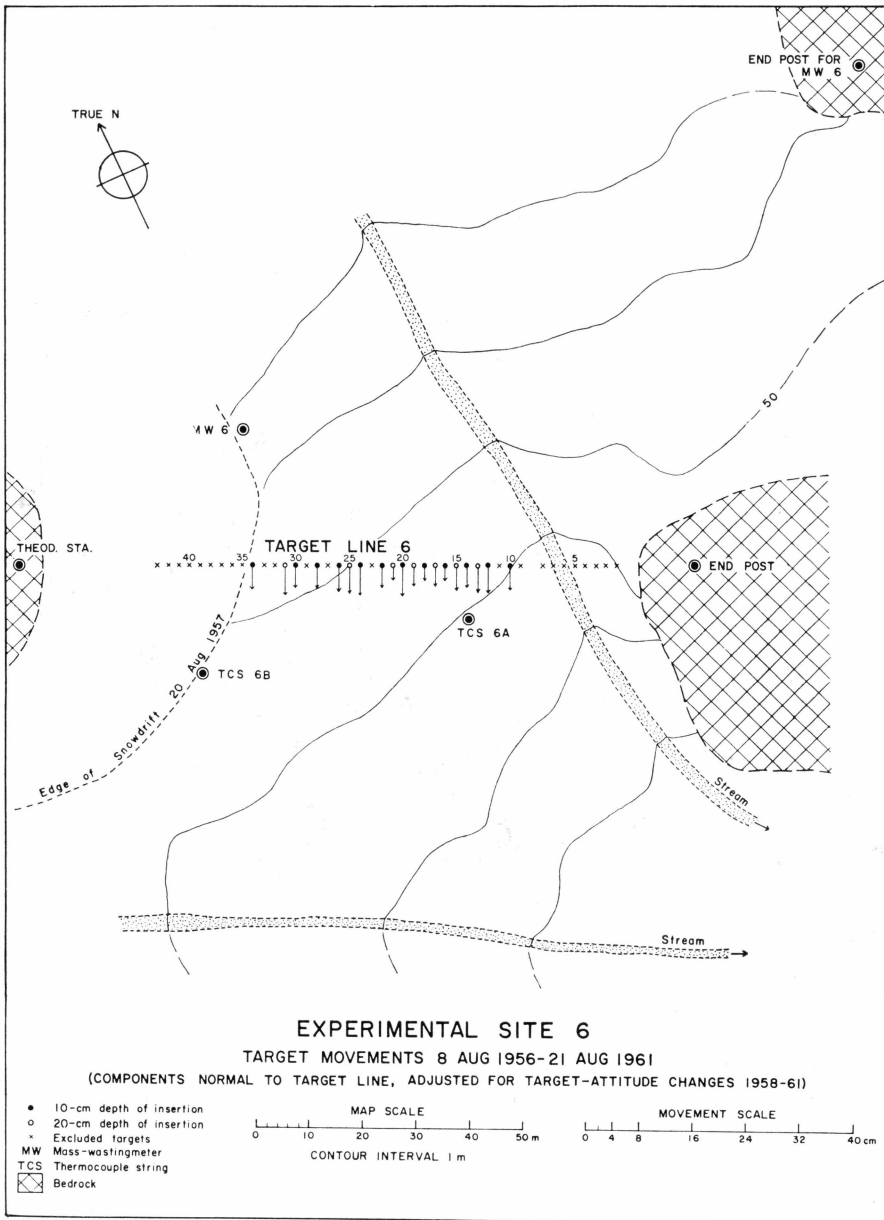 END POST FOR
MW 6
TRUE N
50
MW 6
THEOD. STA.
TARGET LINE 6
40 35 30 25 20 15 10 5
END POST
TCS 6A
TCS 6B
Edge of Snowdrift 20 Aug 1957
Stream
Stream
EXPERIMENTAL SITE 6
TARGET MOVEMENTS 8 AUG 1956-21 AUG 1961
(COMPONENTS NORMAL TO TARGET LINE, ADJUSTED FOR TARGET-ATTITUDE CHANGES 1958-61)
• 10-cm depth of insertion
o 20-cm depth of insertion
x Excluded targets
MW Mass-wastingmeter
TCS Thermocouple string
Bedrock
MAP SCALE
0 10 20 30 40 50 m
CONTOUR INTERVAL 1 m
MOVEMENT SCALE
0 4 8 16 24 32 40 cm